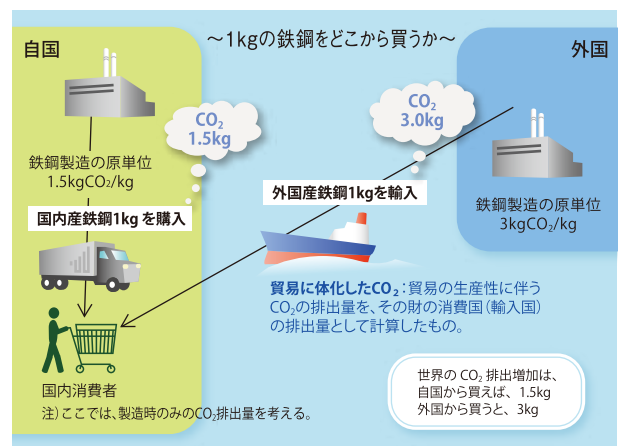 ～1kgの鉄鋼をどこから買うか～
自国
外国
CO₂
1.5kg
CO₂
3.0kg
鉄鋼製造の原単位
1.5kgCO₂/kg
国内産鉄鋼1kg を購入
外国産鉄鋼1kgを輸入
鉄鋼製造の原単位
3kgCO₂/kg
貿易に体化したCO₂：貿易の生産性に伴う
CO₂の排出量を、その財の消費国（輸入国）
の排出量として計算したもの。
国内消費者
注）ここでは、製造時のみのCO₂排出量を考える。
世界の CO₂ 排出増加は、
自国から買えば、1.5kg
外国から買うと、3kg